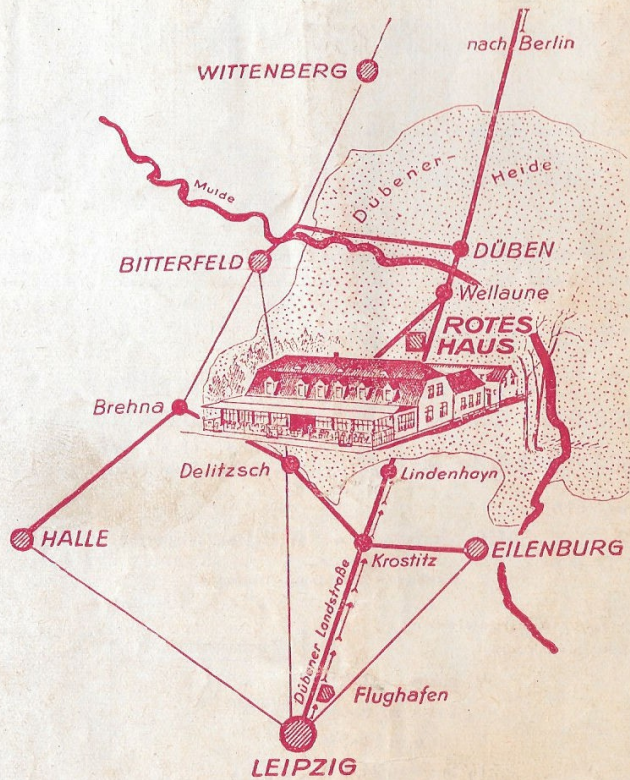 nach Berlin
WITTENBERG
Dübener-Heide
Mulde
DÜBEN
BITTERFELD
Wellaune
ROTES
HAUS
Brehna
Delitzsch
Lindenhayn
HALLE
EILENBURG
Krostitz
Dübener Landstraße
Flughafen
LEIPZIG